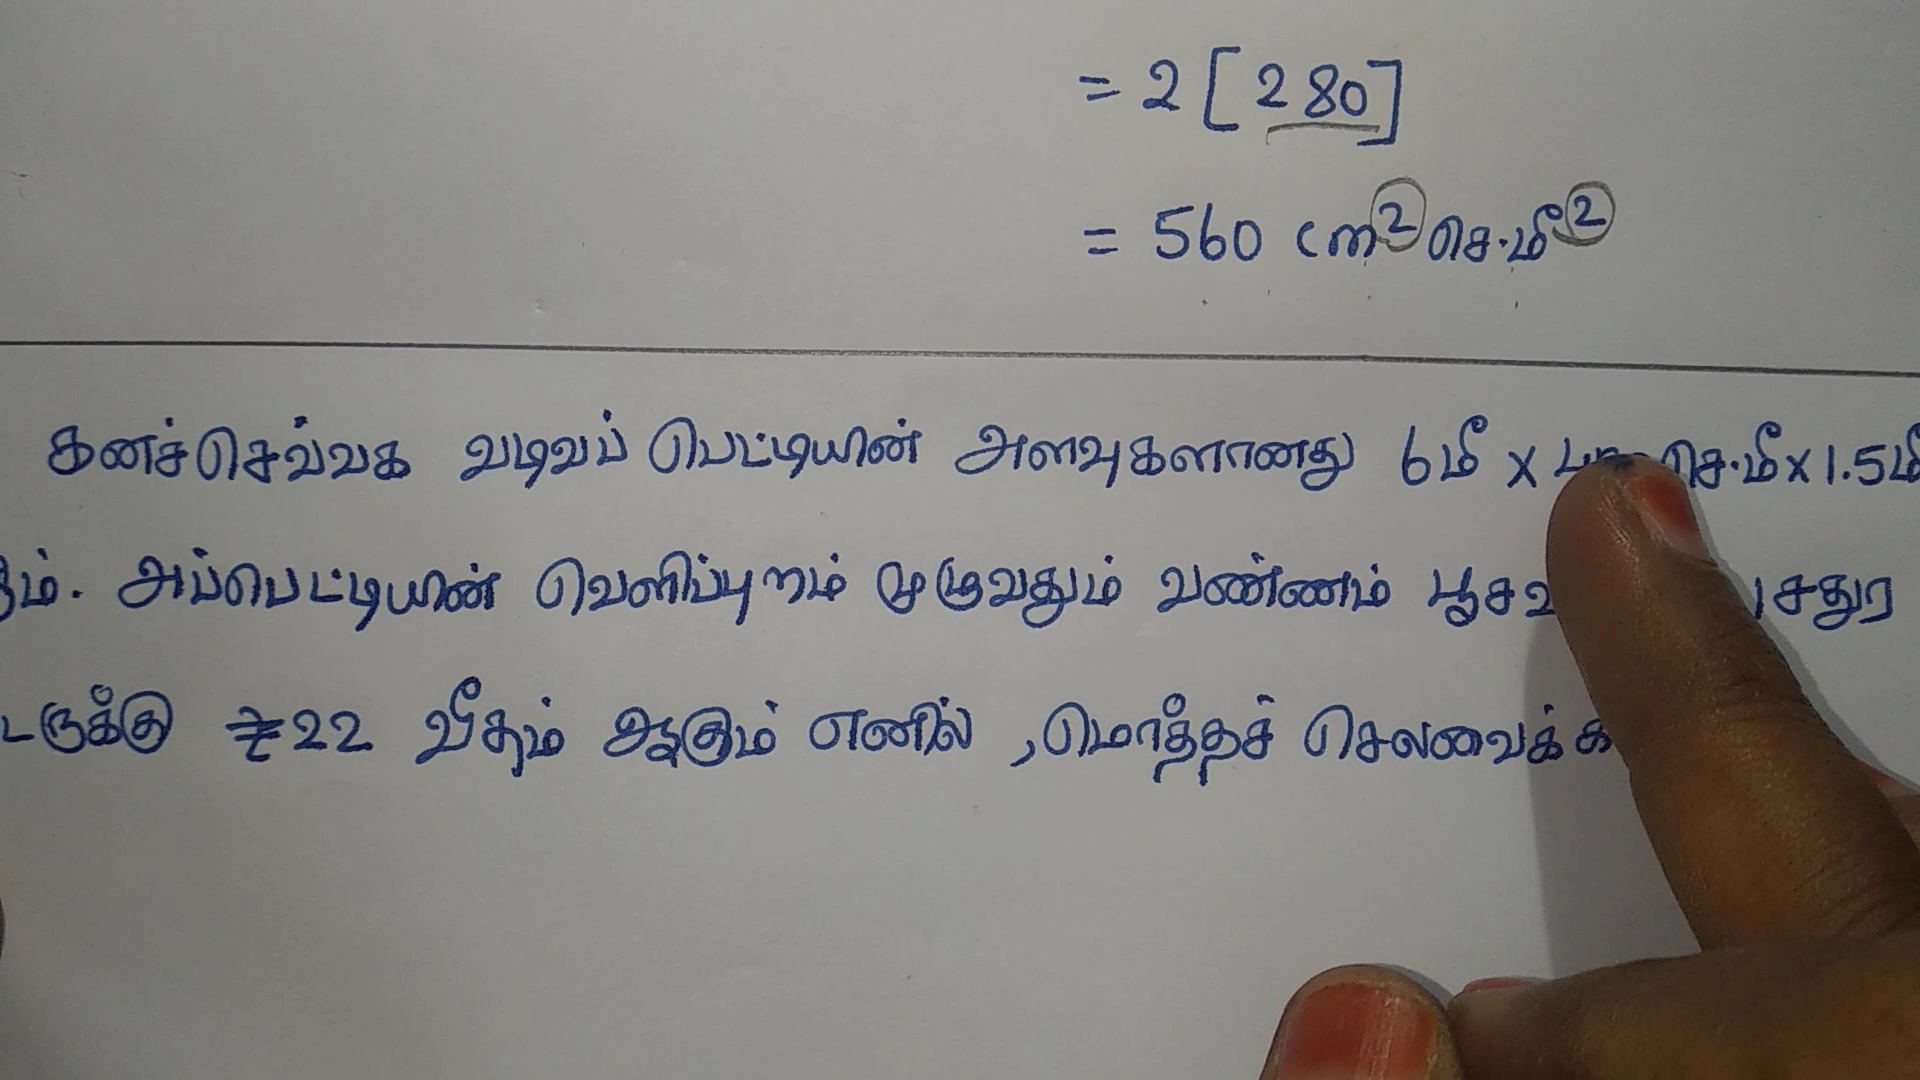 = 2 [280]
= 560 cm² செ.மீ²
கனச்செவ்வக வடிவப் பெட்டியின் அளவுகளானது 6மீ x செ.மீ x 1.5மீ
அப்பெட்டியின் வெளிப்புறம் முழுவதும் வண்ணம் சதுர
₹22 வீதம் ஆகும் எனில் , மொத்தச் செலவைக்